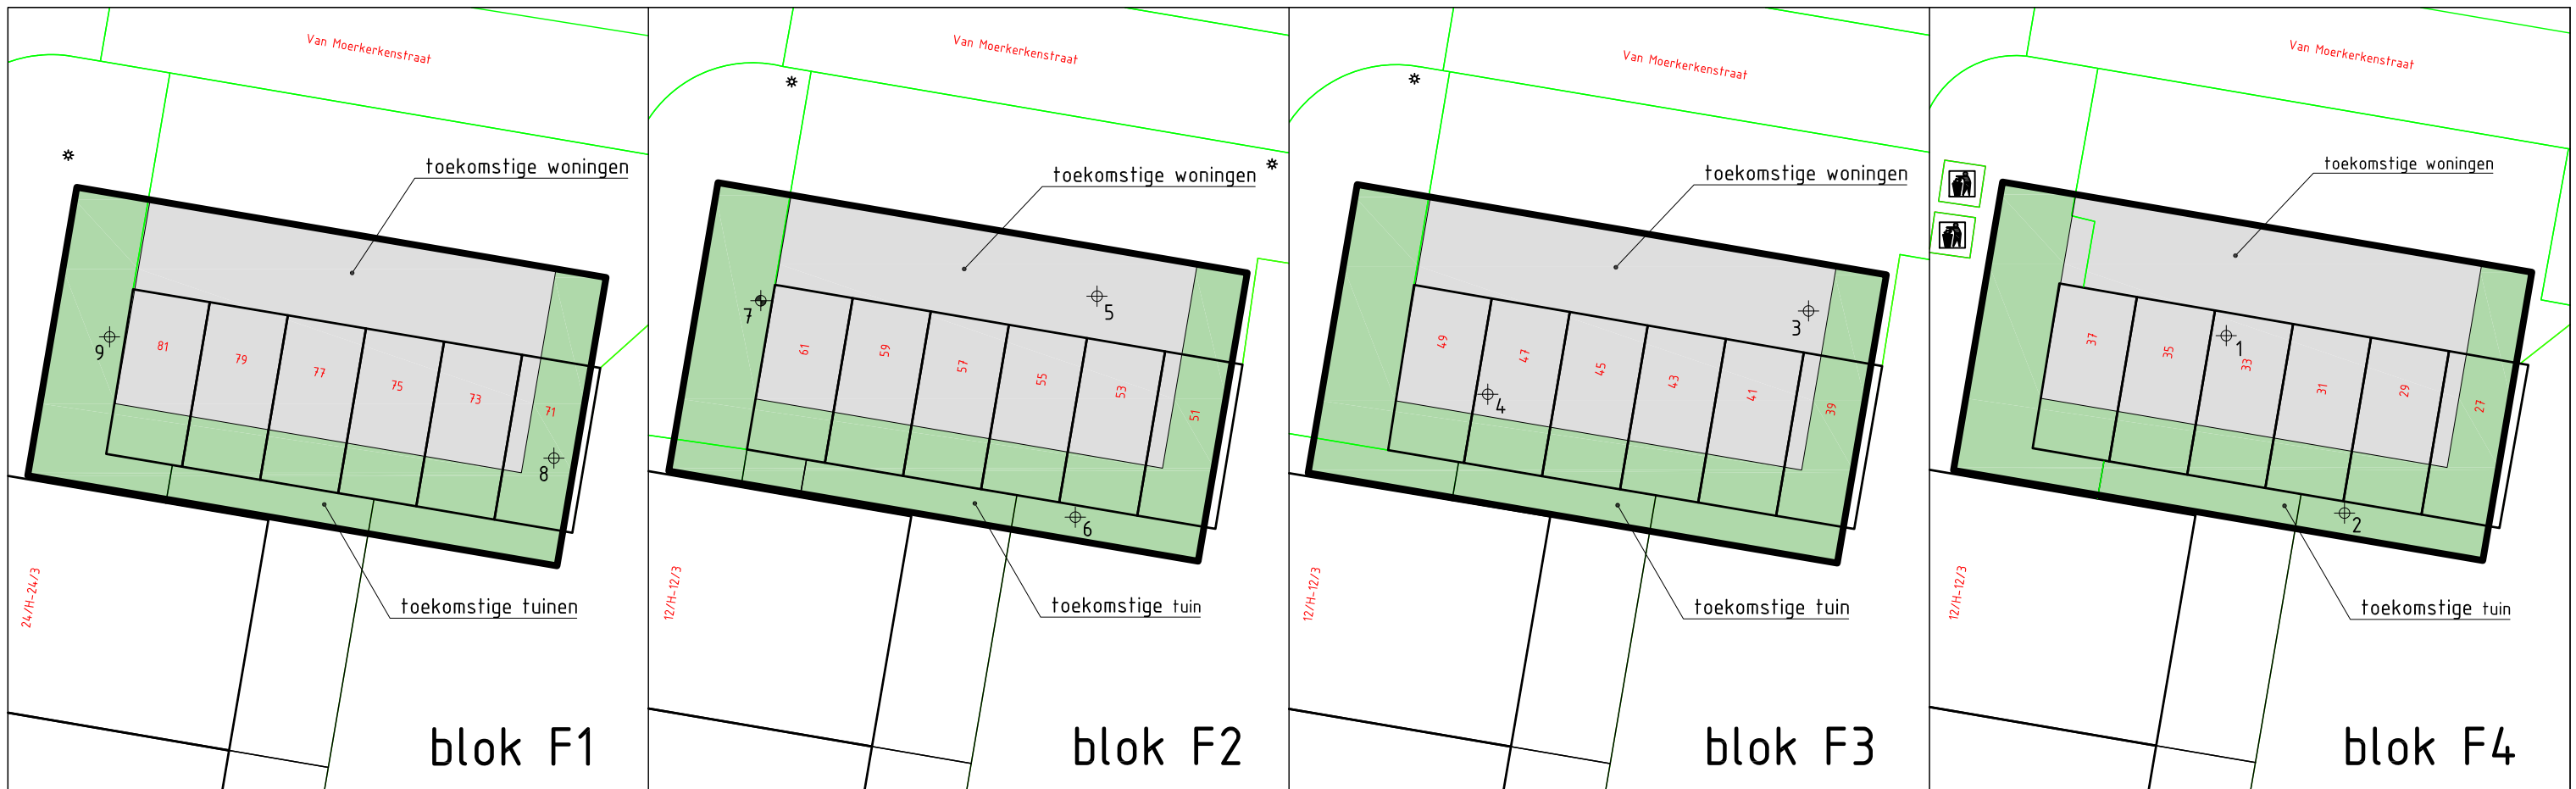 Van Moerkerkenstraat
toekomstige woningen
9
81
79
77
75
73
71
8
toekomstige tuinen
24/H-24/3
blok F1
Van Moerkerkenstraat
toekomstige woningen
7
5
61
59
57
55
53
51
6
toekomstige tuin
12/H-12/3
blok F2
Van Moerkerkenstraat
toekomstige woningen
3
49
47
45
43
41
39
4
toekomstige tuin
12/H-12/3
blok F3
Van Moerkerkenstraat
toekomstige woningen
1
37
35
33
31
29
27
2
toekomstige tuin
12/H-12/3
blok F4